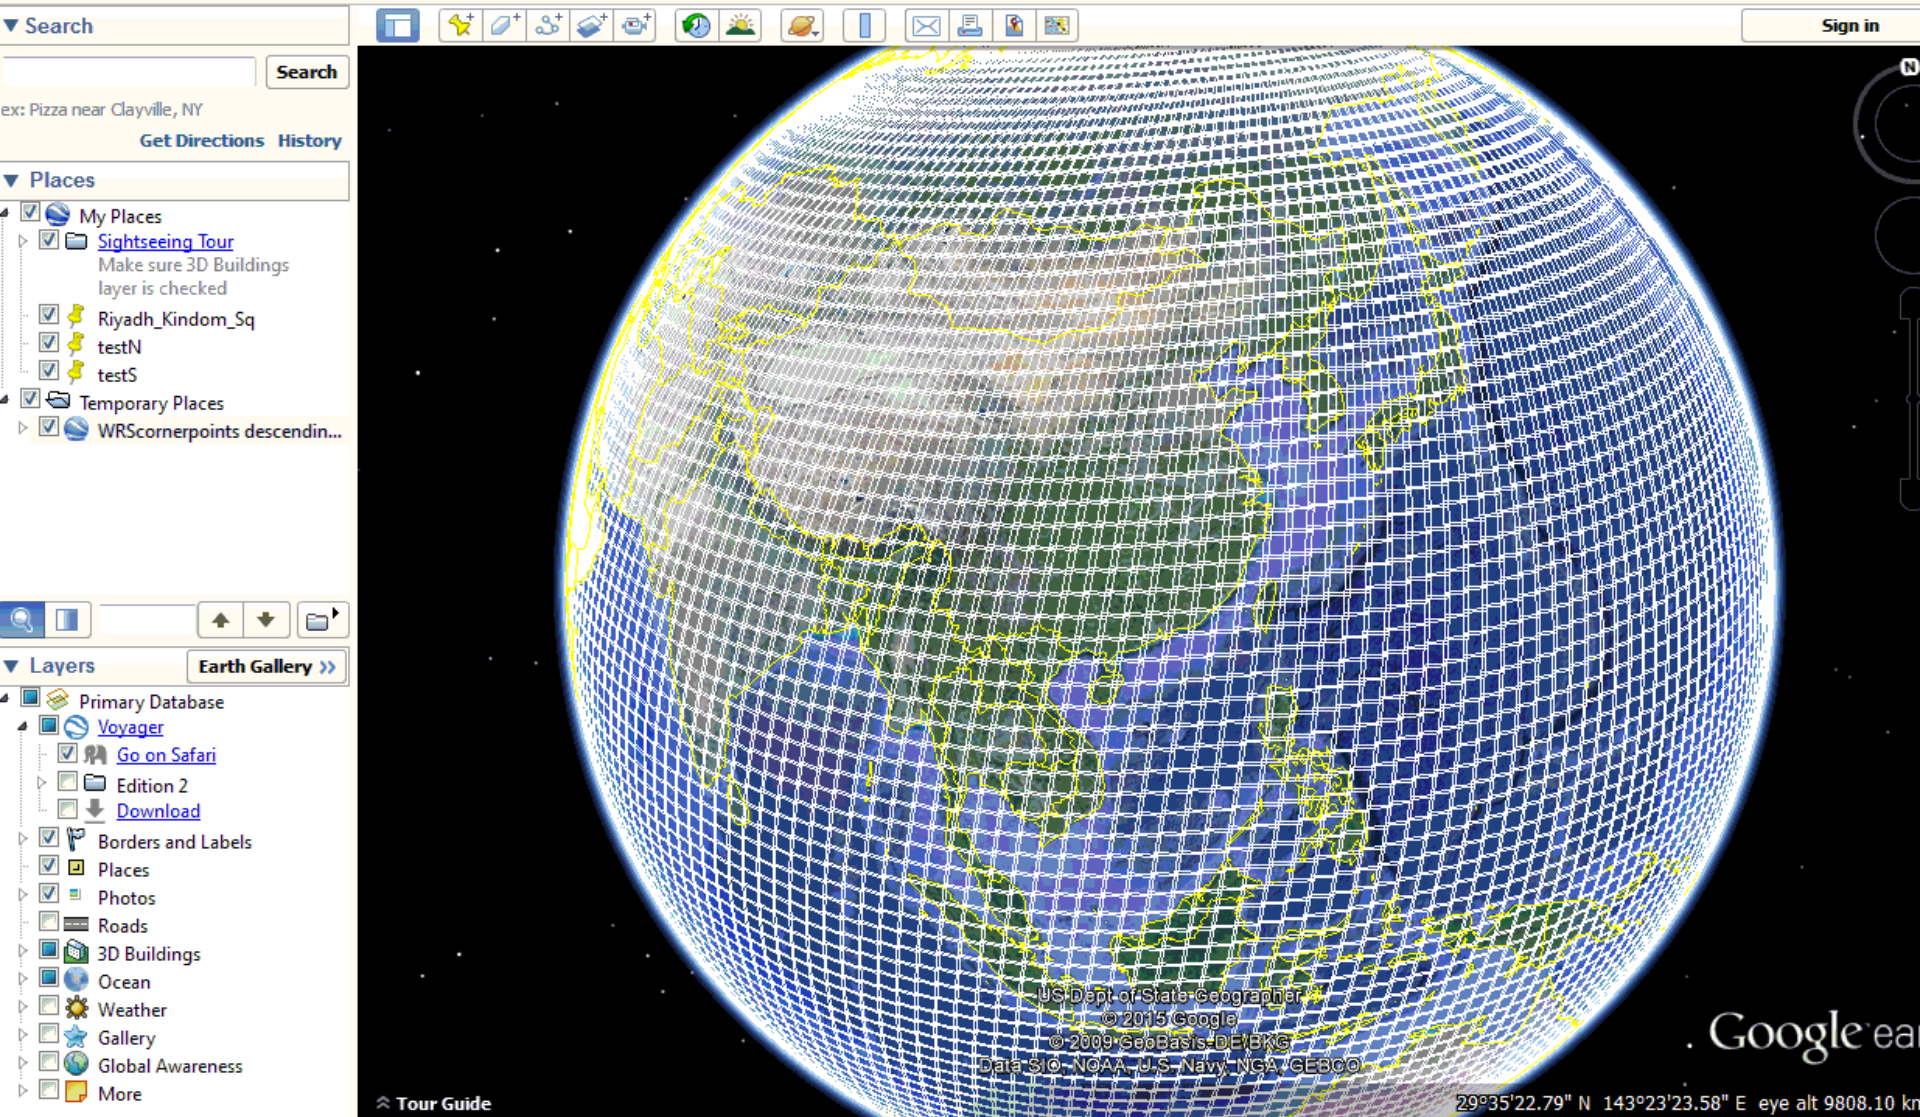 Search
Sign in
Search
ex: Pizza near Clayville, NY
Get Directions History
Places
My Places
Sightseeing Tour
Make sure 3D Buildings
layer is checked
Riyadh_Kindom_Sq
testN
testS
Temporary Places
WRScornerpoints descendin...
Layers
Earth Gallery >>
Primary Database
Voyager
Go on Safari
Edition 2
Download
Borders and Labels
Places
Photos
Roads
3D Buildings
Ocean
Weather
Gallery
Global Awareness
More
N
US Dept of State Geographer
© 2015 Google
© 2009 GeoBasis-DE/BKG
Data SIO, NOAA, U.S. Navy, NGA, GEBCO
Google ear
Tour Guide
29°35'22.79" N 143°23'23.58" E eye alt 9808.10 km